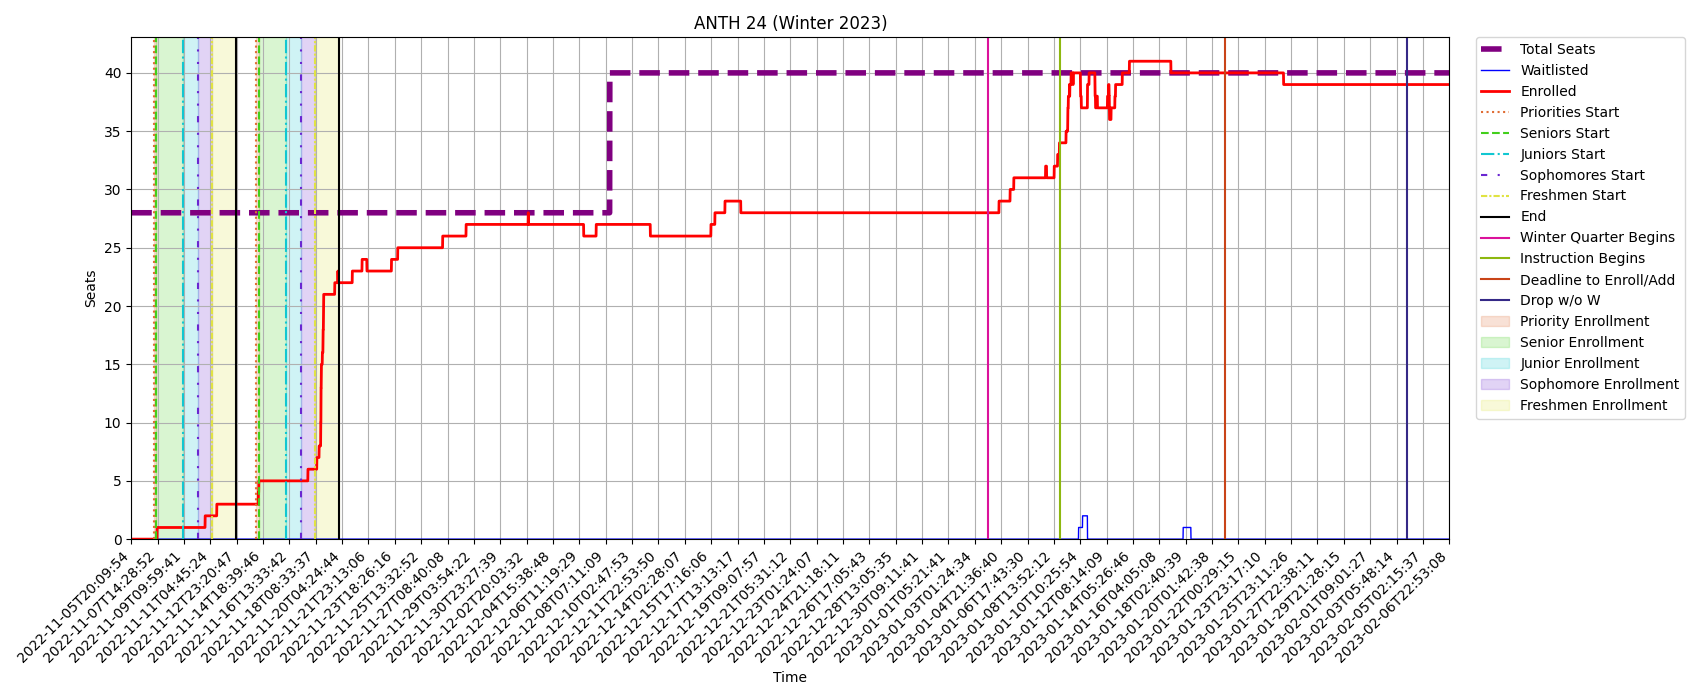 ANTH 24 (Winter 2023)
Seats
40
35
30
25
20
15
10
5
0
2022-11-05T20:09:54
2022-11-07T14:28:52
2022-11-09T09:59:41
2022-11-11T04:45:24
2022-11-12T23:20:47
2022-11-14T18:39:46
2022-11-16T13:33:42
2022-11-18T08:33:37
2022-11-20T04:24:44
2022-11-21T23:13:06
2022-11-23T18:26:16
2022-11-25T13:32:52
2022-11-27T08:40:08
2022-11-29T03:54:22
2022-11-30T23:27:39
2022-12-02T20:03:32
2022-12-04T15:38:48
2022-12-06T11:19:29
2022-12-08T07:11:09
2022-12-10T02:47:53
2022-12-11T22:53:50
2022-12-14T02:28:07
2022-12-15T17:16:06
2022-12-17T13:13:17
2022-12-19T09:07:57
2022-12-21T05:31:12
2022-12-23T01:24:07
2022-12-24T21:18:11
2022-12-26T17:05:43
2022-12-28T13:05:35
2022-12-30T09:11:41
2023-01-01T05:21:41
2023-01-03T01:24:34
2023-01-04T21:36:40
2023-01-06T17:43:30
2023-01-08T13:52:12
2023-01-10T10:25:54
2023-01-12T08:14:09
2023-01-14T05:26:46
2023-01-16T04:05:08
2023-01-18T02:40:39
2023-01-20T01:42:38
2023-01-22T00:29:15
2023-01-23T23:17:10
2023-01-25T23:11:26
2023-01-27T22:38:11
2023-01-29T21:28:15
2023-02-01T09:01:27
2023-02-03T05:48:14
2023-02-05T02:15:37
2023-02-06T22:53:08
Time
Total Seats
Waitlisted
Enrolled
Priorities Start
Seniors Start
Juniors Start
Sophomores Start
Freshmen Start
End
Winter Quarter Begins
Instruction Begins
Deadline to Enroll/Add
Drop w/o W
Priority Enrollment
Senior Enrollment
Junior Enrollment
Sophomore Enrollment
Freshmen Enrollment